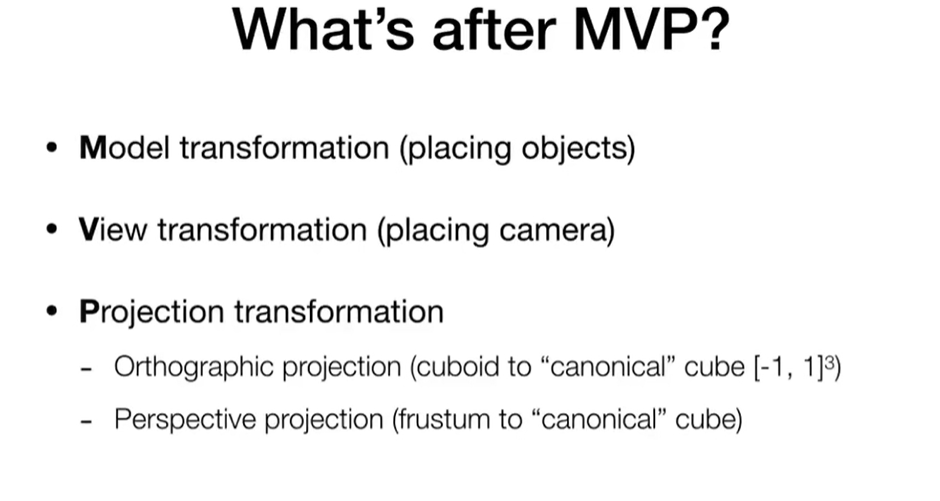 What’s after MVP?
• Model transformation (placing objects)
• View transformation (placing camera)
• Projection transformation
- Orthographic projection (cuboid to “canonical” cube [-1, 1]³)
- Perspective projection (frustum to “canonical” cube)